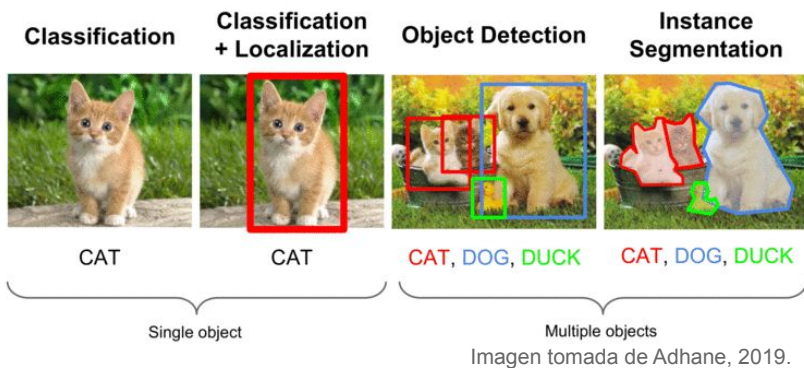 Classification
Classification
+ Localization
Object Detection
Instance
Segmentation
CAT
CAT
CAT, DOG, DUCK
CAT, DOG, DUCK
Single object
Multiple objects
Imagen tomada de Adhane, 2019.